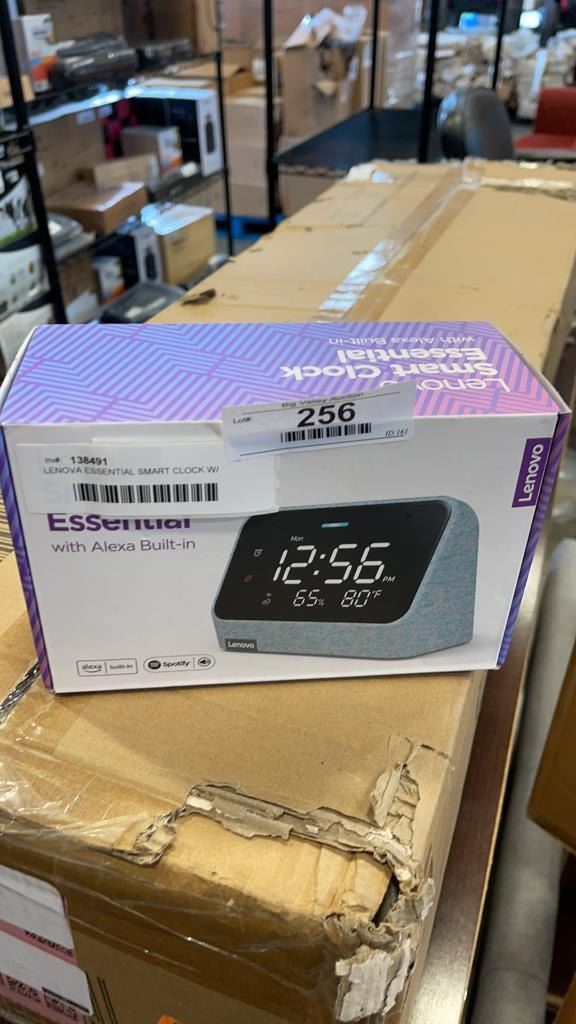 Lenovo
Smart Clock
Essential
with Alexa Built-in
Big Valley Auction
Lot#:
256
ID:161
Inv#: 138491
LENOVA ESSENTIAL SMART CLOCK W/
Essential
with Alexa Built-in
Lenovo
Mon
12:56 PM
65% 80°F
Lenovo
alexa built-in
Spotify